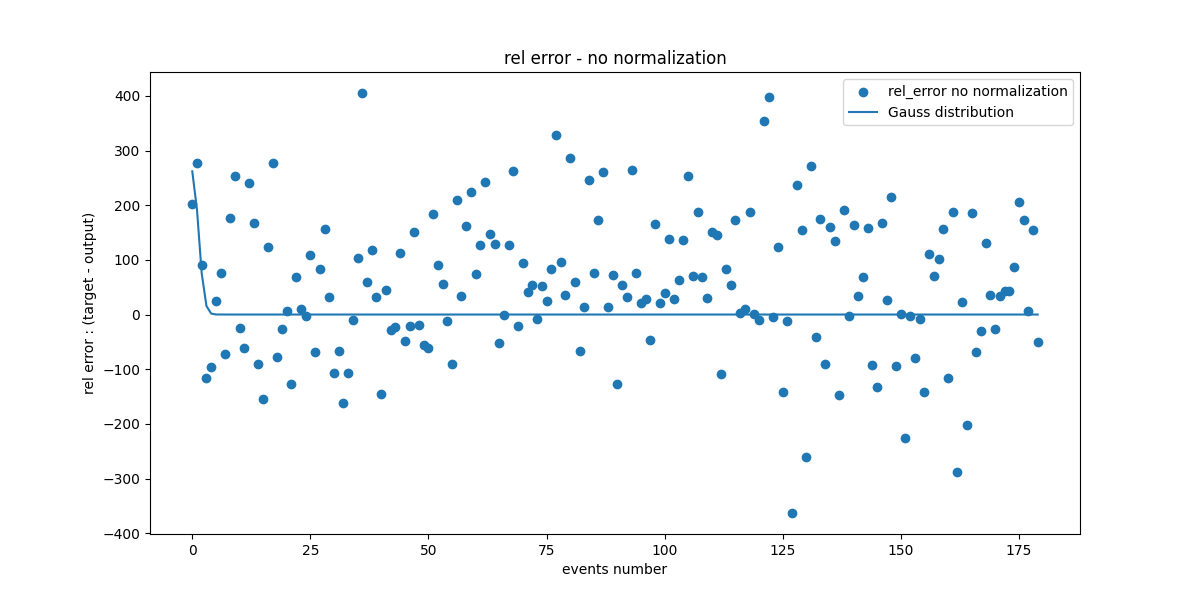 rel error - no normalization
rel_error no normalization
Gauss distribution
rel error : (target - output)
400
300
200
100
0
−100
−200
−300
−400
0 25 50 75 100 125 150 175
events number